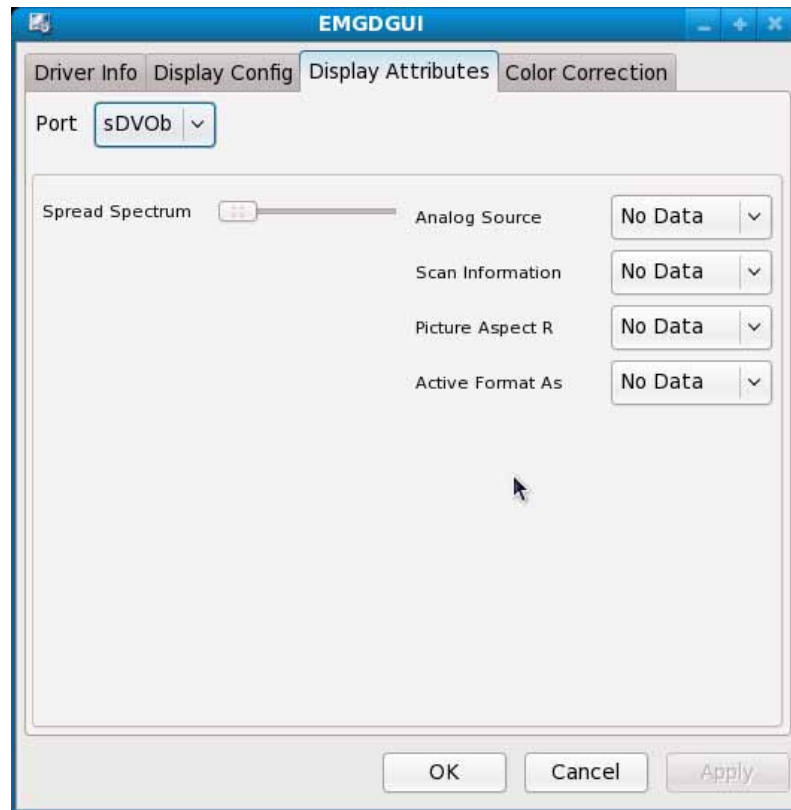 EMGDGUI
Driver Info Display Config Display Attributes Color Correction
Port sDVOb
Spread Spectrum
Analog Source No Data
Scan Information No Data
Picture Aspect R No Data
Active Format As No Data
OK Cancel Apply